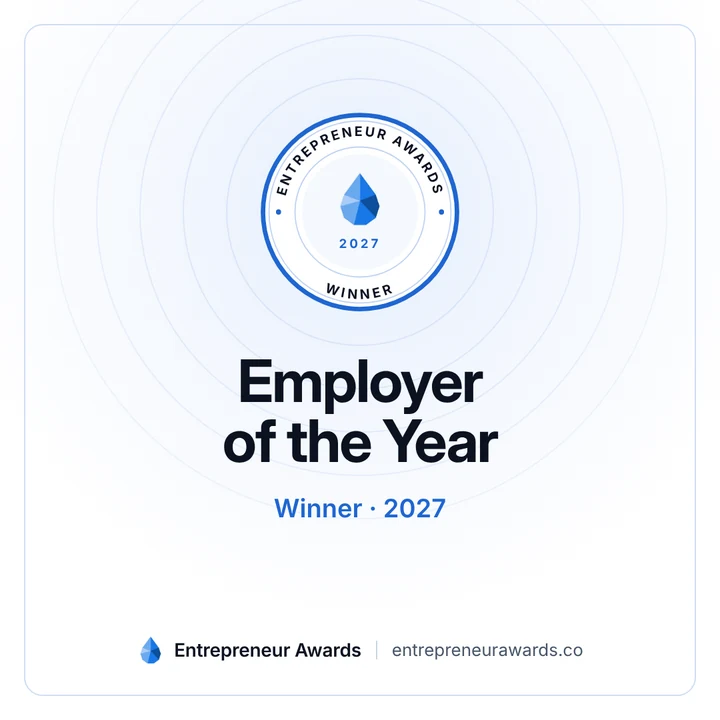 ENTREPRENEUR AWARDS
2027
WINNER
Employer
of the Year
Winner · 2027
Entrepreneur Awards | entrepreneurawards.co